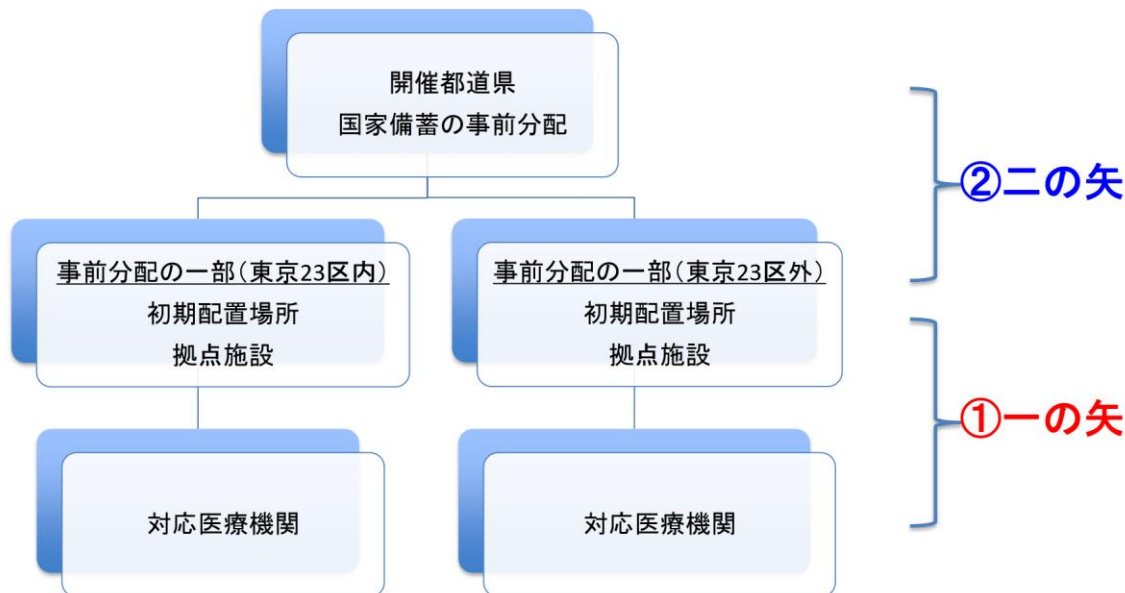 開催都道県
国家備蓄の事前分配
②二の矢
事前分配の一部(東京23区内)
初期配置場所
拠点施設
事前分配の一部(東京23区外)
初期配置場所
拠点施設
①一の矢
対応医療機関
対応医療機関